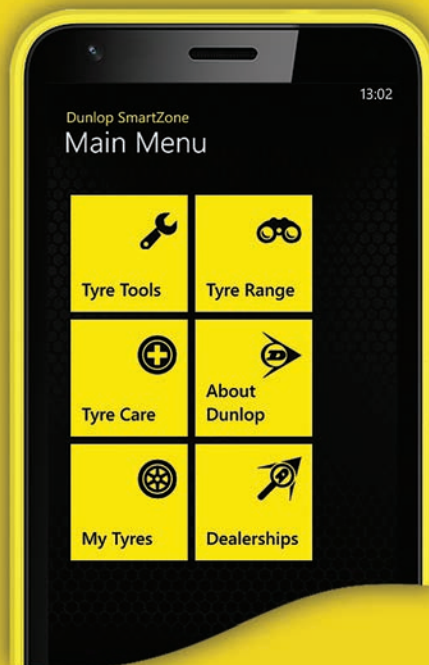 13:02
Dunlop SmartZone
Main Menu
Tyre Tools
Tyre Range
Tyre Care
About
Dunlop
My Tyres
Dealerships